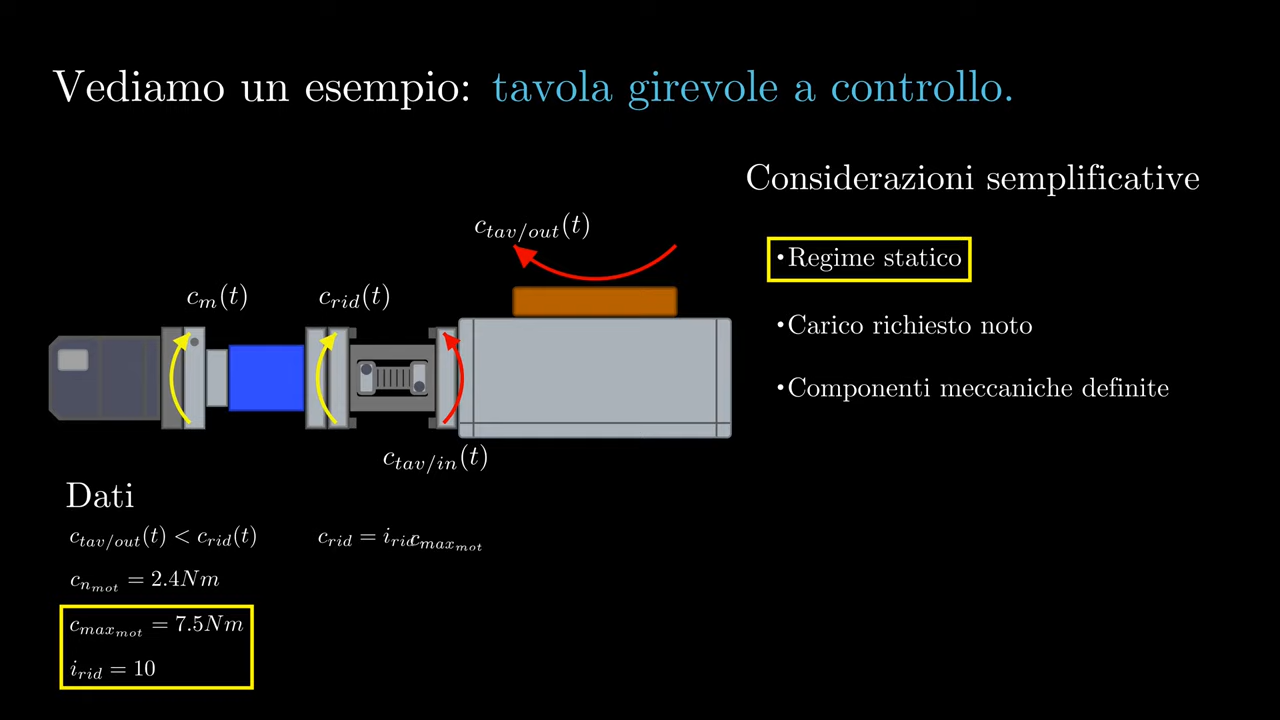 Vediamo un esempio: tavola girevole a controllo.
Considerazioni semplificative
•Regime statico
•Carico richiesto noto
•Componenti meccaniche definite
c_{tav/out}(t)
c_m(t)
c_{rid}(t)
c_{tav/in}(t)
Dati
c_{tav/out}(t) < c_{rid}(t)
c_{rid} = i_{rid}c_{max_{mot}}
c_{n_{mot}} = 2.4Nm
c_{max_{mot}} = 7.5Nm
i_{rid} = 10